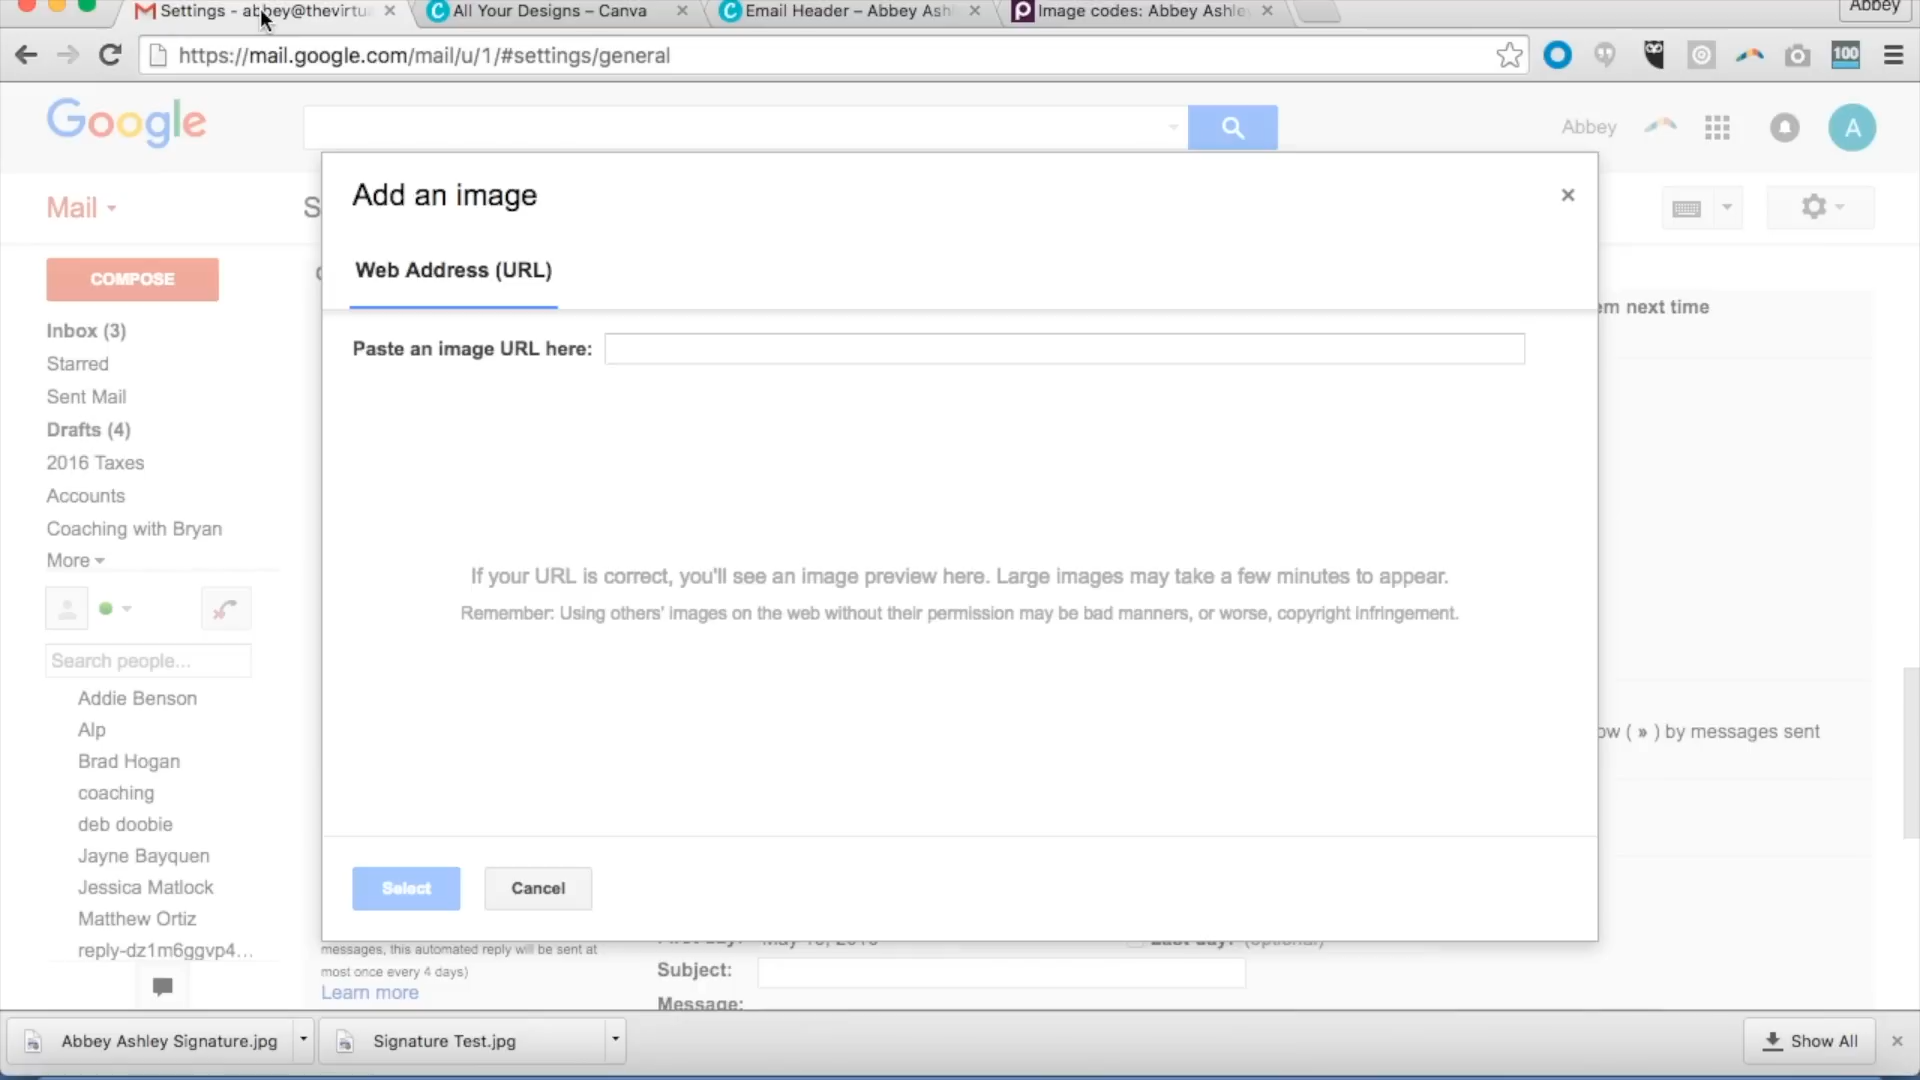 Settings - abbey@thevirtu
All Your Designs – Canva
Email Header – Abbey Ash
Image codes: Abbey Ashle
Abbey
https://mail.google.com/mail/u/1/#settings/general
100
Google
Abbey
A
Mail
S
Add an image
Web Address (URL)
COMPOSE
em next time
Paste an image URL here:
Inbox (3)
Starred
Sent Mail
Drafts (4)
2016 Taxes
Accounts
Coaching with Bryan
More
If your URL is correct, you'll see an image preview here. Large images may take a few minutes to appear.
Remember: Using others' images on the web without their permission may be bad manners, or worse, copyright infringement.
Search people...
Addie Benson
Alp
ow ( » ) by messages sent
Brad Hogan
coaching
deb doobie
Jayne Bayquen
Jessica Matlock
Matthew Ortiz
reply-dz1m6ggvp4...
Select
Cancel
messages, this automated reply will be sent at
most once every 4 days)
Learn more
Subject:
Message:
Abbey Ashley Signature.jpg
Signature Test.jpg
Show All